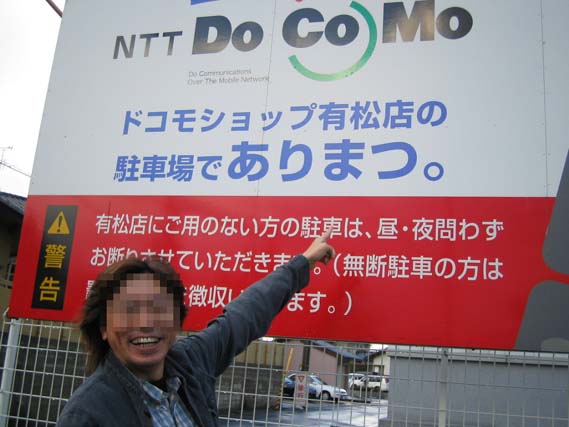 NTT DoCoMo
Do Communications
Over The Mobile Network
ドコモショップ有松店の
駐車場でありまつ。
有松店にご用のない方の駐車は、昼・夜問わず
警告
お断りさせていただきます。(無断駐車の方は
徴収い ます。)